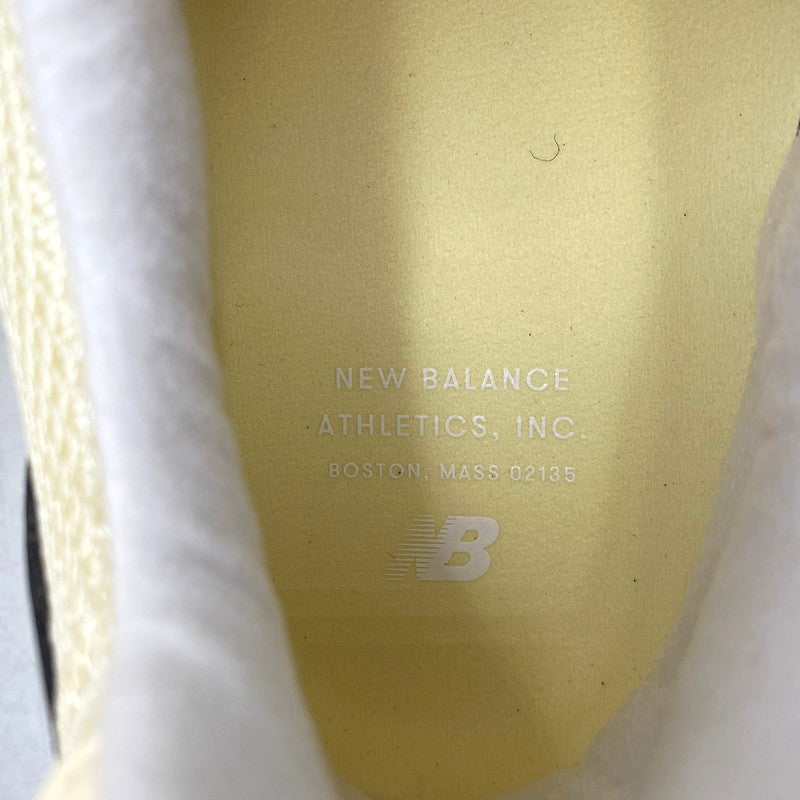 NEW BALANCE
ATHLETICS, INC.
BOSTON, MASS 02135
NB